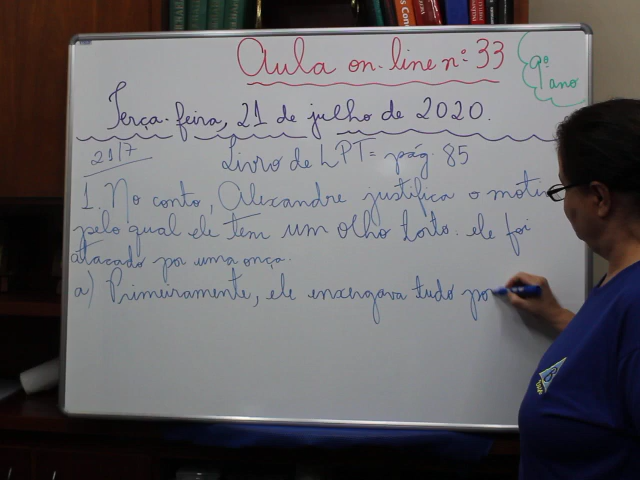 Aula on-line nº 33
9º ano
Terça-feira, 21 de julho de 2020.
21/7
Livro de LPT = pág. 85
1. No conto, Alexandre justifica o motiv
pelo qual ele tem um olho torto. ele foi
atacado por uma onça.
a) Primeiramente, ele enxergava tudo po